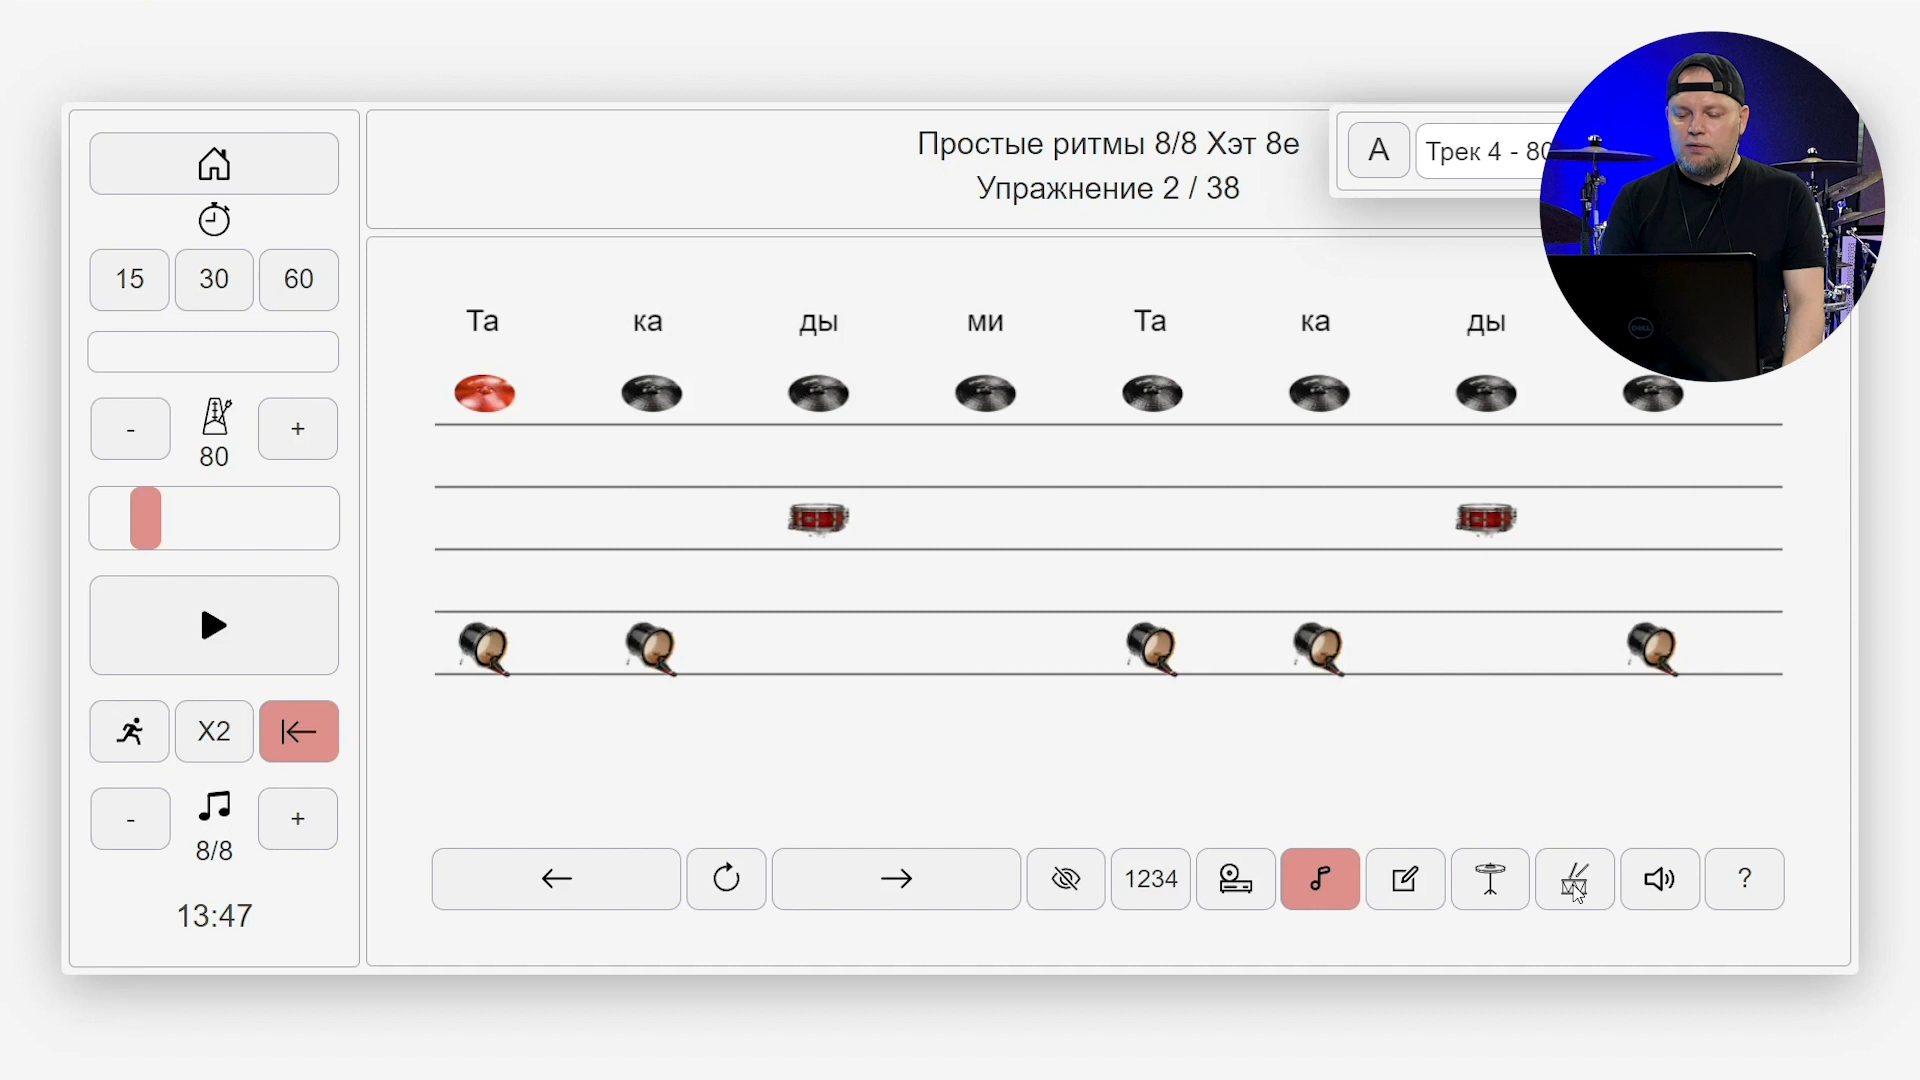 Простые ритмы 8/8 Хэт 8е
Упражнение 2 / 38
A
Трек 4 - 80
15 30 60
- 80 +
X2
- 8/8 +
13:47
Та ка ды ми Та ка ды
1234
?
DELL